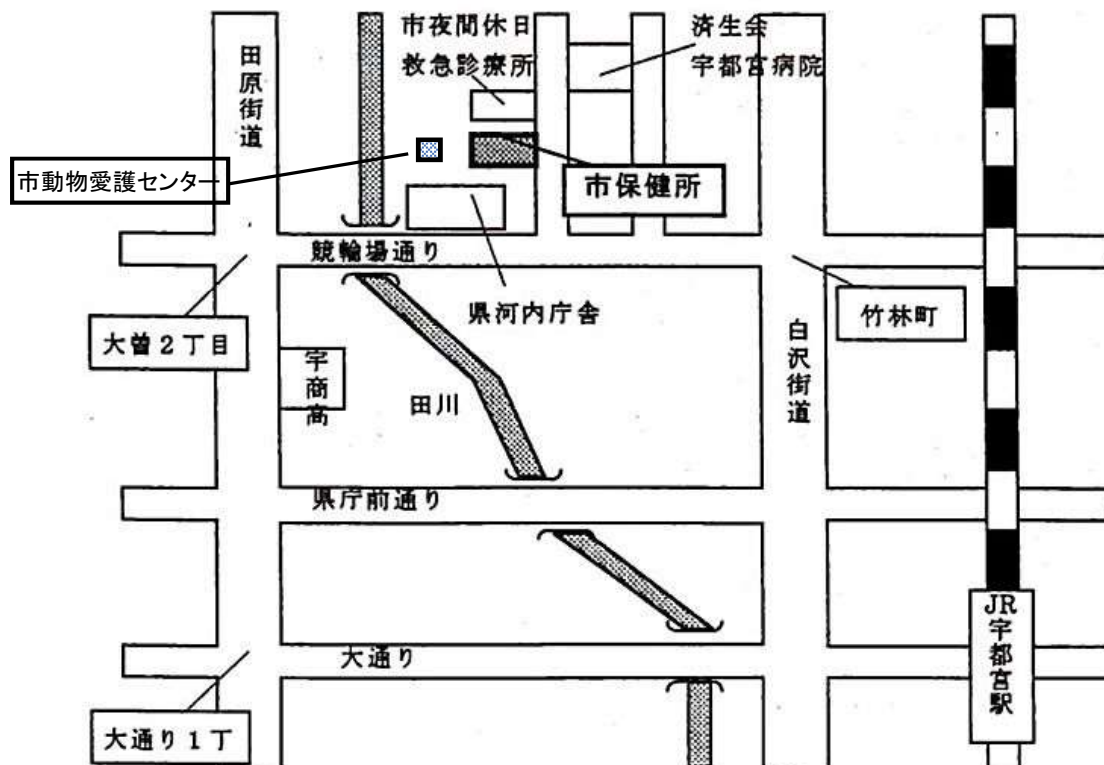 市夜間休日
救急診療所
済生会
宇都宮病院
田原街道
市動物愛護センター
市保健所
競輪場通り
県河内庁舎
大曽2丁目
竹林町
宇商高
田川
白沢街道
県庁前通り
大通り
大通り1丁
JR宇都宮駅